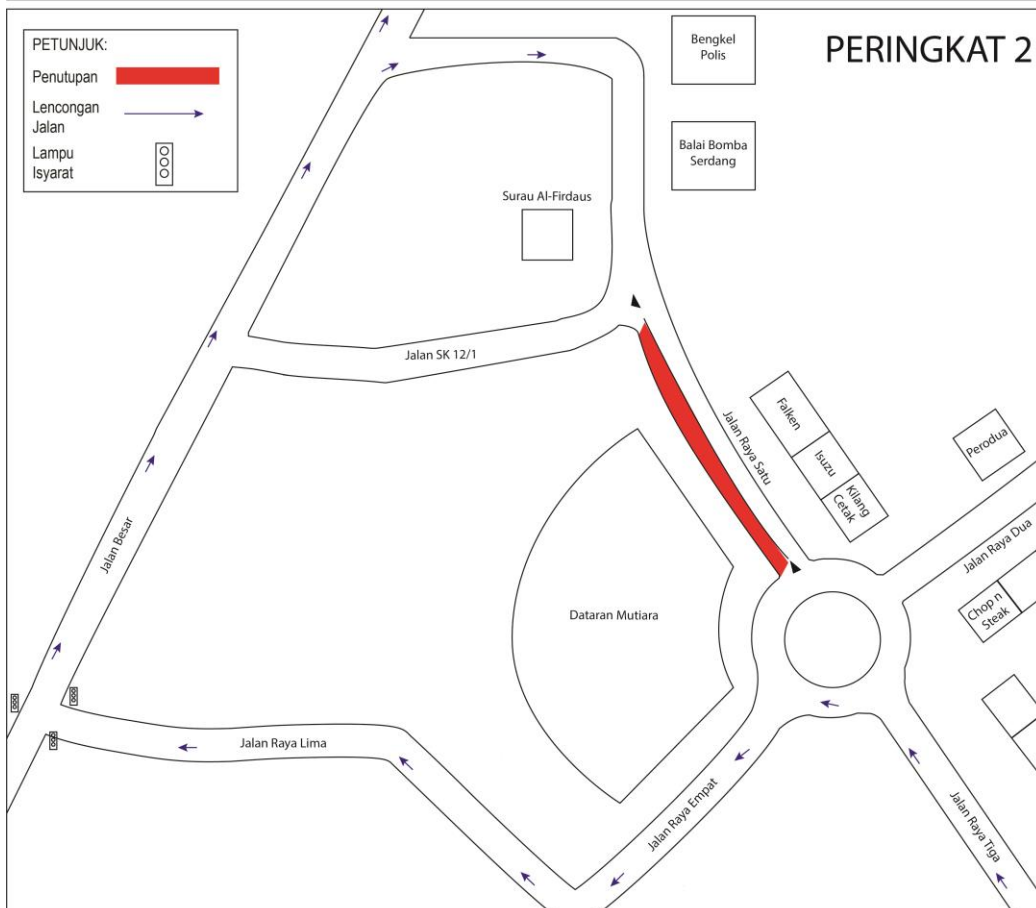 PERINGKAT 2
PETUNJUK:
Penutupan
Lencongan
Jalan
Lampu
Isyarat
Bengkel
Polis
Balai Bomba
Serdang
Surau Al-Firdaus
Jalan SK 12/1
Jalan Raya Satu
Falken
Isuzu
Kilang
Cetak
Perodua
Jalan Raya Dua
Chop n
Steak
Jalan Besar
Dataran Mutiara
Jalan Raya Lima
Jalan Raya Empat
Jalan Raya Tiga